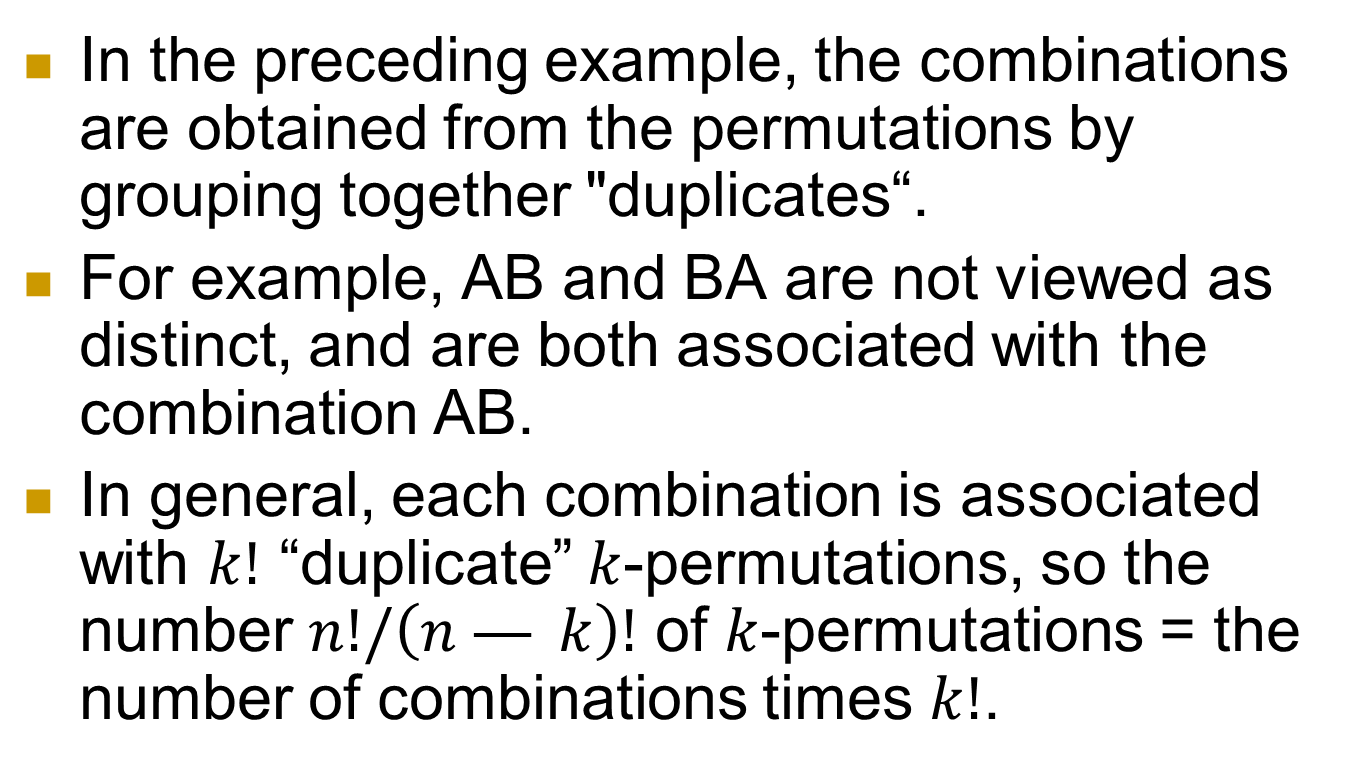 In the preceding example, the combinations
are obtained from the permutations by
grouping together "duplicates“.
For example, AB and BA are not viewed as
distinct, and are both associated with the
combination AB.
In general, each combination is associated
with 𝑘! “duplicate” 𝑘-permutations, so the
number 𝑛!/(𝑛 — 𝑘)! of 𝑘-permutations = the
number of combinations times 𝑘!.